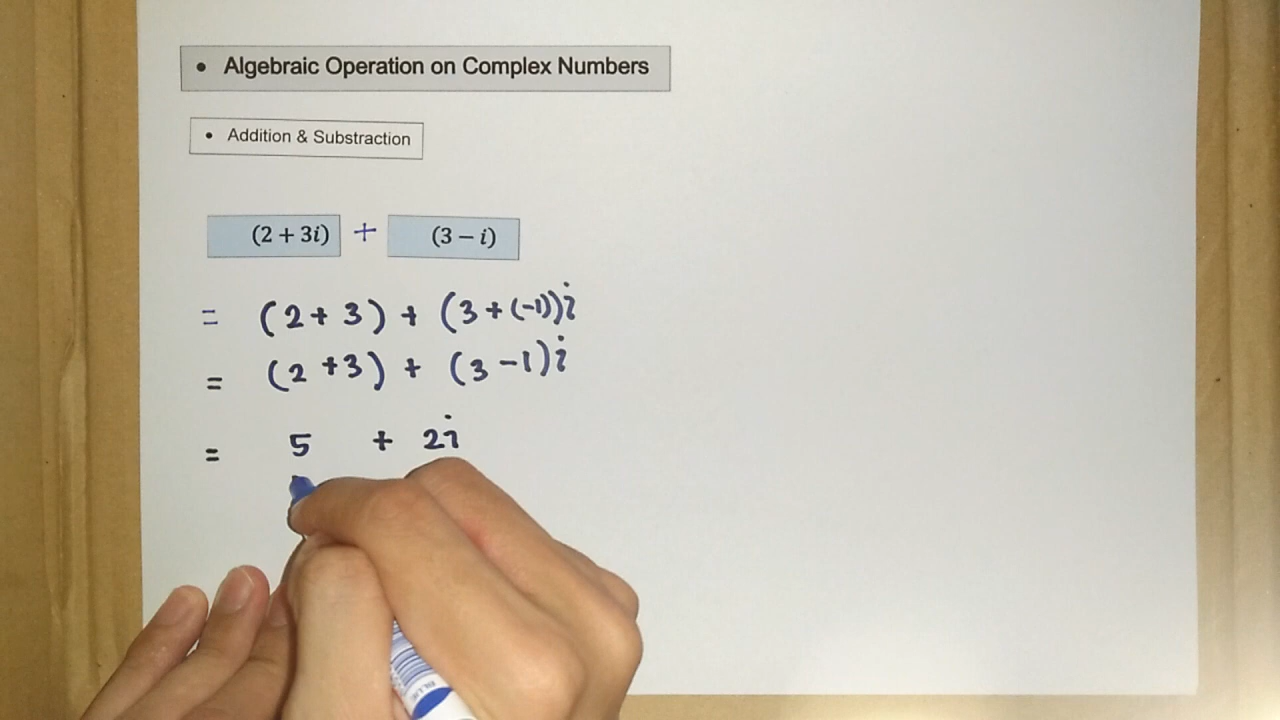 • Algebraic Operation on Complex Numbers
• Addition & Substraction
(2 + 3i) + (3 − i)
= (2 + 3) + (3 + (-1))i
= (2 + 3) + (3 - 1)i
= 5 + 2i
BLUE